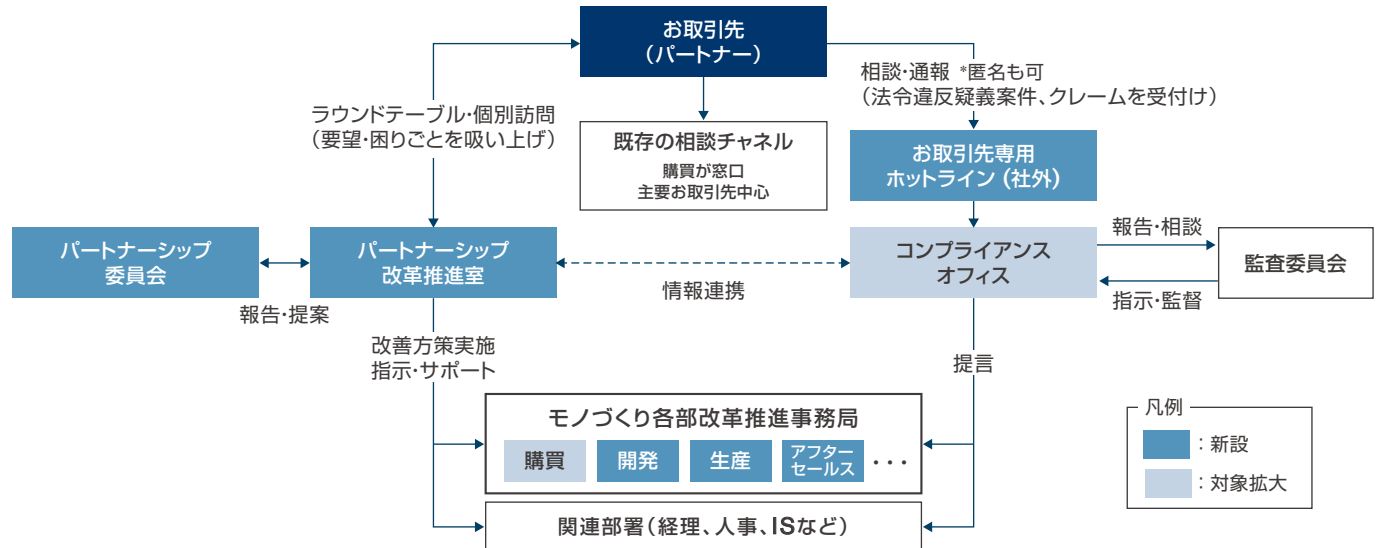 お取引先
（パートナー）
相談・通報 *匿名も可
（法令違反疑義案件、クレームを受付け）
ラウンドテーブル・個別訪問
（要望・困りごとを吸い上げ）
既存の相談チャネル
購買が窓口
主要お取引先中心
お取引先専用
ホットライン（社外）
パートナーシップ
委員会
報告・提案
パートナーシップ
改革推進室
情報連携
コンプライアンス
オフィス
報告・相談
指示・監督
監査委員会
改善方策実施
指示・サポート
提言
モノづくり各部改革推進事務局
購買
開発
生産
アフター
セールス
・・・
関連部署（経理、人事、ISなど）
凡例
：新設
：対象拡大